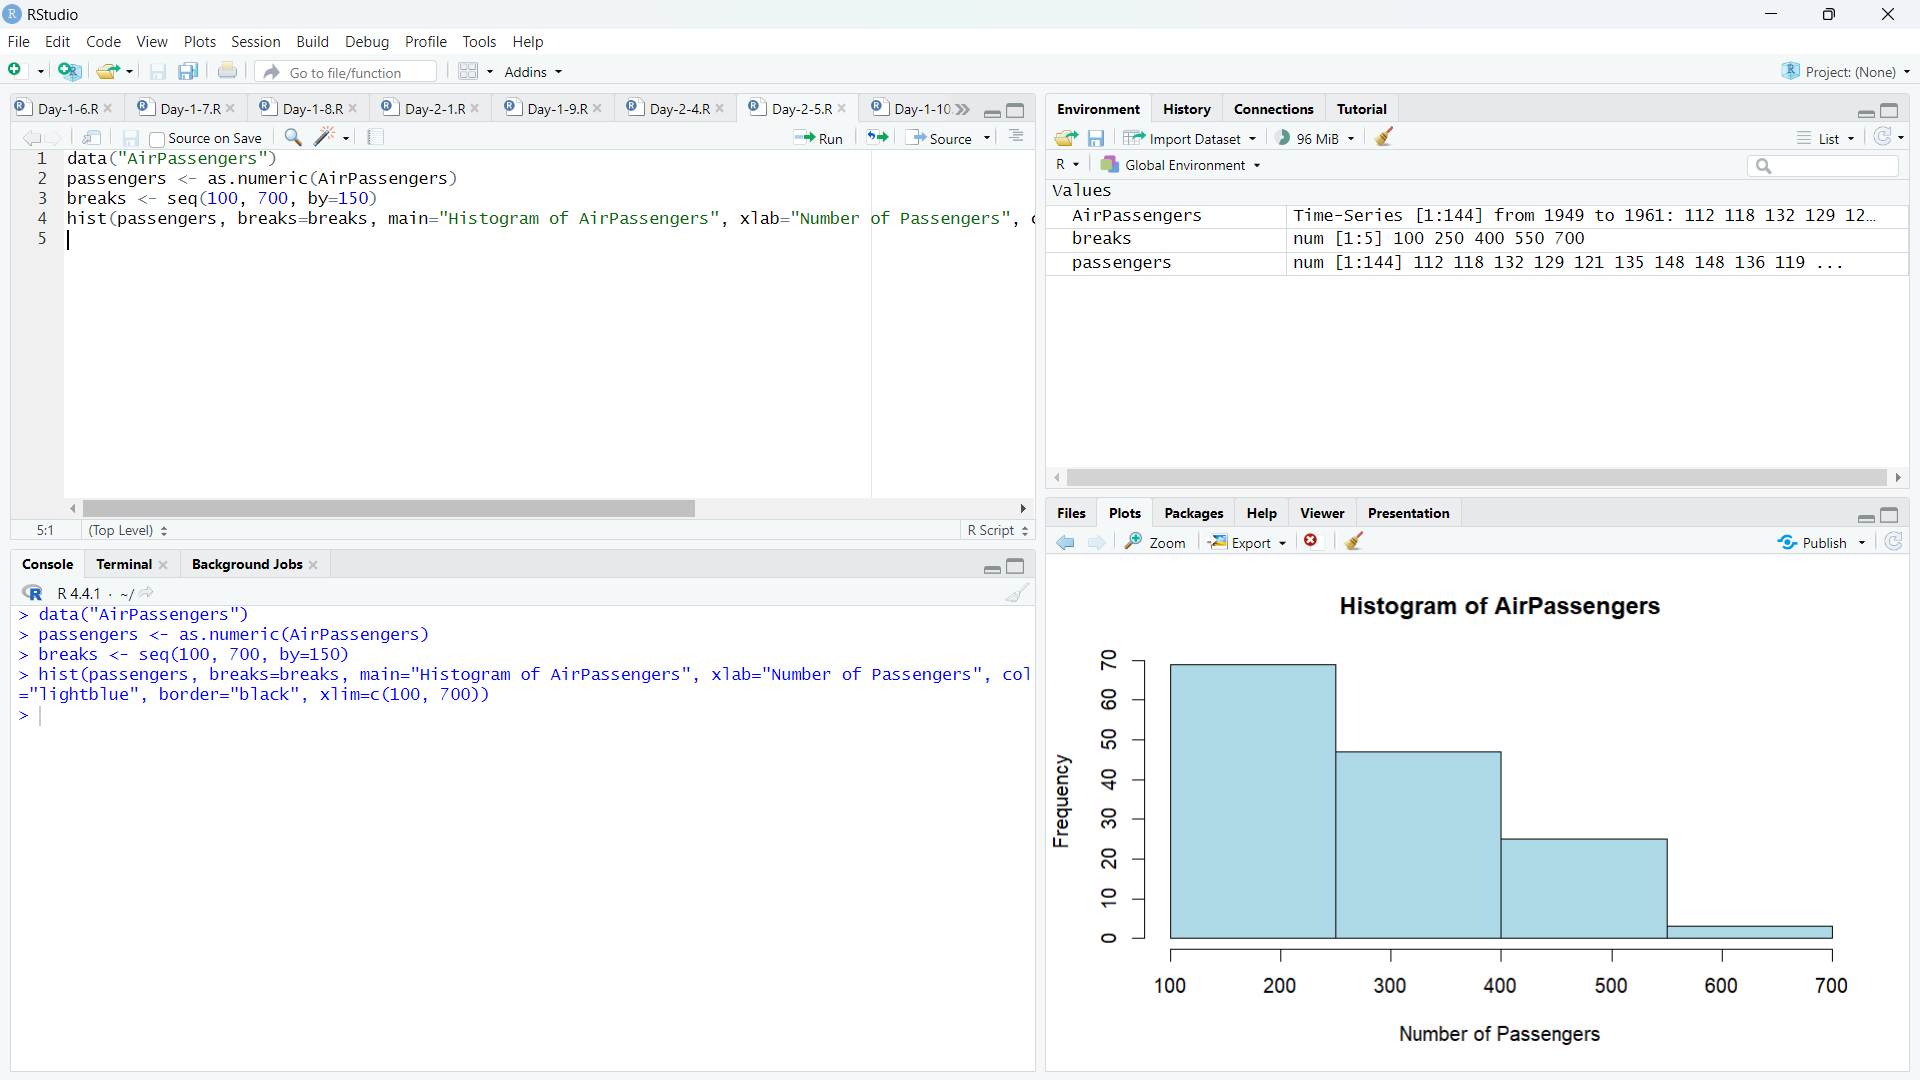 RStudio
File Edit Code View Plots Session Build Debug Profile Tools Help
Go to file/function Addins Project: (None)
Day-1-6.R Day-1-7.R Day-1-8.R Day-2-1.R Day-1-9.R Day-2-4.R Day-2-5.R Day-1-10.
Source on Save Run Source
1 data("AirPassengers")
2 passengers <- as.numeric(AirPassengers)
3 breaks <- seq(100, 700, by=150)
4 hist(passengers, breaks=breaks, main="Histogram of AirPassengers", xlab="Number of Passengers", c
5
5:1 (Top Level) R Script
Console Terminal Background Jobs
R 4.4.1 · ~/
> data("AirPassengers")
> passengers <- as.numeric(AirPassengers)
> breaks <- seq(100, 700, by=150)
> hist(passengers, breaks=breaks, main="Histogram of AirPassengers", xlab="Number of Passengers", col
="lightblue", border="black", xlim=c(100, 700))
>
Environment History Connections Tutorial
Import Dataset 96 MiB List
R Global Environment
Values
AirPassengers Time-Series [1:144] from 1949 to 1961: 112 118 132 129 12…
breaks num [1:5] 100 250 400 550 700
passengers num [1:144] 112 118 132 129 121 135 148 148 136 119 ...
Files Plots Packages Help Viewer Presentation
Zoom Export Publish
Histogram of AirPassengers
Frequency
70
60
50
40
30
20
10
0
100 200 300 400 500 600 700
Number of Passengers